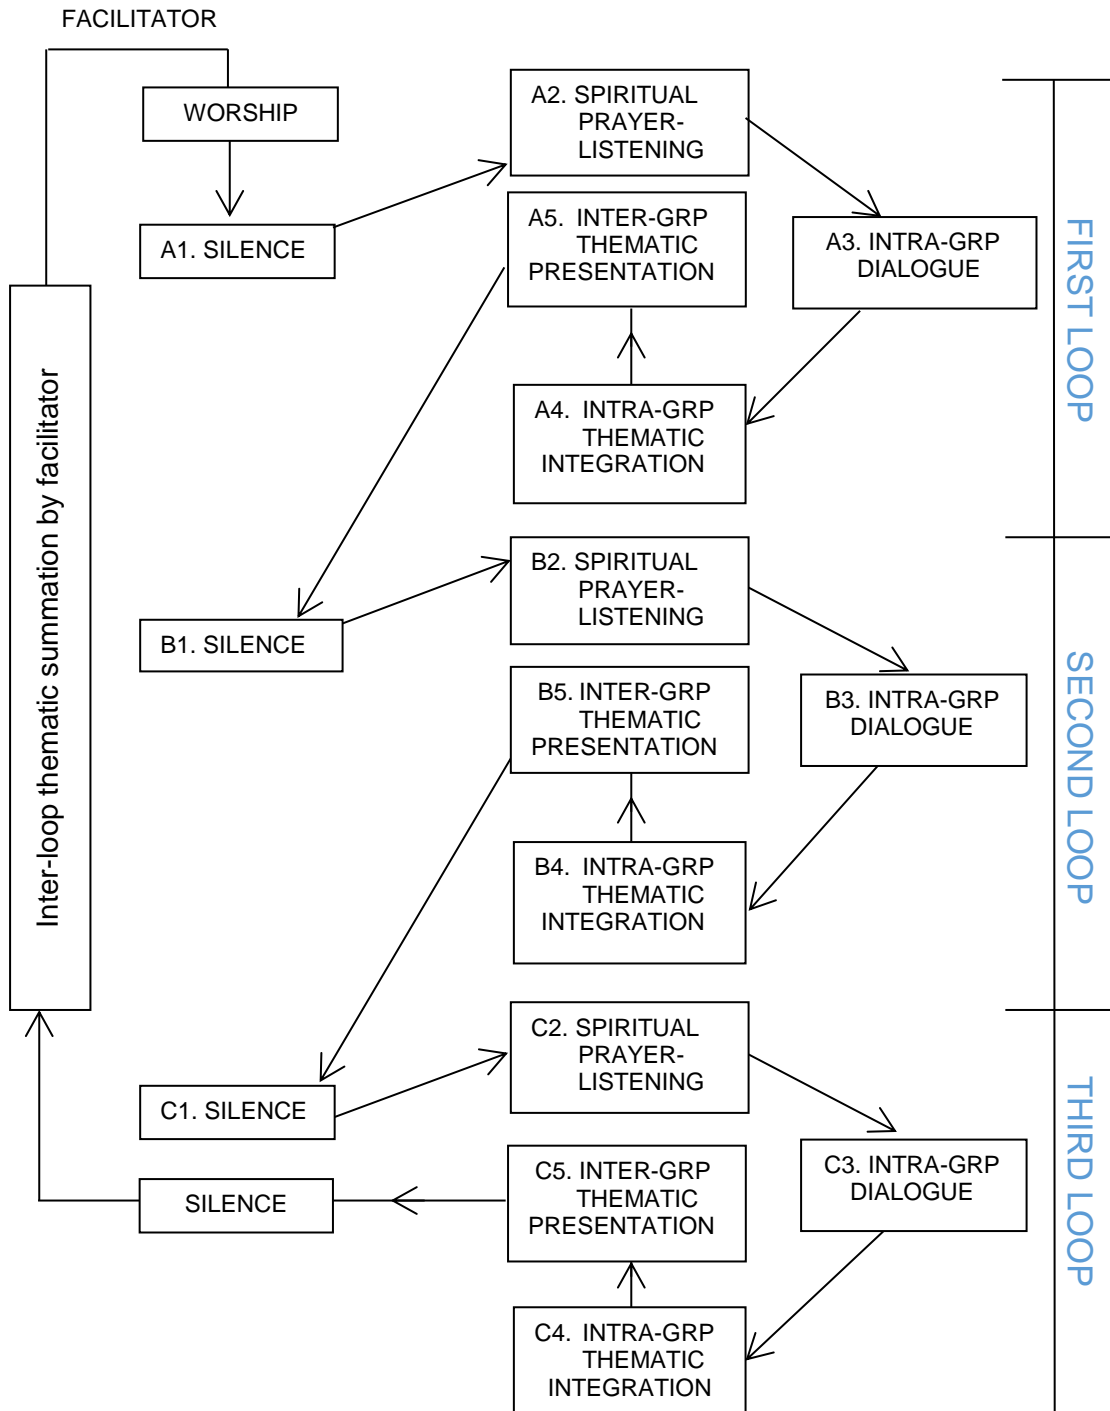 FACILITATOR
WORSHIP
A1. SILENCE
A2. SPIRITUAL
PRAYER-
LISTENING
A3. INTRA-GRP
DIALOGUE
A5. INTER-GRP
THEMATIC
PRESENTATION
A4. INTRA-GRP
THEMATIC
INTEGRATION
FIRST LOOP
Inter-loop thematic summation by facilitator
B1. SILENCE
B2. SPIRITUAL
PRAYER-
LISTENING
B3. INTRA-GRP
DIALOGUE
B5. INTER-GRP
THEMATIC
PRESENTATION
B4. INTRA-GRP
THEMATIC
INTEGRATION
SECOND LOOP
C1. SILENCE
C2. SPIRITUAL
PRAYER-
LISTENING
C3. INTRA-GRP
DIALOGUE
C5. INTER-GRP
THEMATIC
PRESENTATION
SILENCE
C4. INTRA-GRP
THEMATIC
INTEGRATION
THIRD LOOP